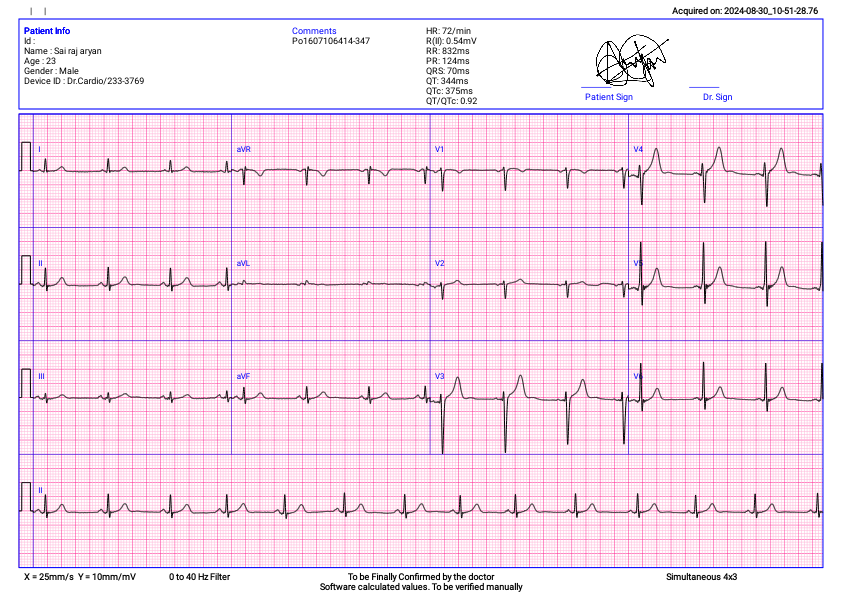 Acquired on: 2024-08-30_10-51-28.76
Patient Info
Id :
Name : Sai raj aryan
Age : 23
Gender : Male
Device ID : Dr.Cardio/233-3769
Comments
Po1607106414-347
HR: 72/min
R(II): 0.54mV
RR: 832ms
PR: 124ms
QRS: 70ms
QT: 344ms
QTc: 375ms
QT/QTc: 0.92
Patient Sign
Dr. Sign
I aVR V1 V4
II aVL V2 V5
III aVF V3 V6
II
X = 25mm/s Y = 10mm/mV 0 to 40 Hz Filter To be Finally Confirmed by the doctor Simultaneous 4x3
Software calculated values. To be verified manually